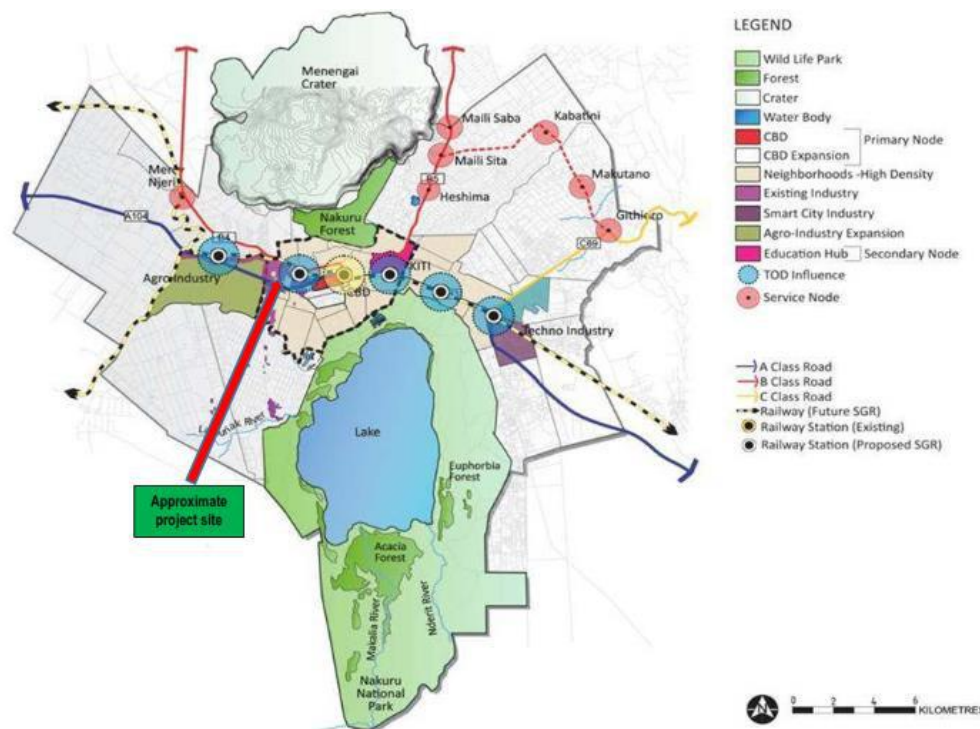 LEGEND
Wild Life Park
Forest
Crater
Water Body
CBD
Primary Node
CBD Expansion
Neighborhoods -High Density
Existing Industry
Smart City Industry
Agro-Industry Expansion
Education Hub
Secondary Node
TOD Influence
Service Node
A Class Road
B Class Road
C Class Road
Railway (Future SGR)
Railway Station (Existing)
Railway Station (Proposed SGR)
Menengai
Crater
Maili Saba
Kabatini
Maili Sita
B5
Heshima
Makutano
Njeri
A104
Nakuru
Forest
C69
Agro-Industry
CBD
KITI
Techno Industry
River
Lake
Euphorbia
Forest
Approximate
project site
Acacia
Forest
Makalia River
Nderit River
Nakuru
National
Park
N
0 2 4 6
KILOMETRES